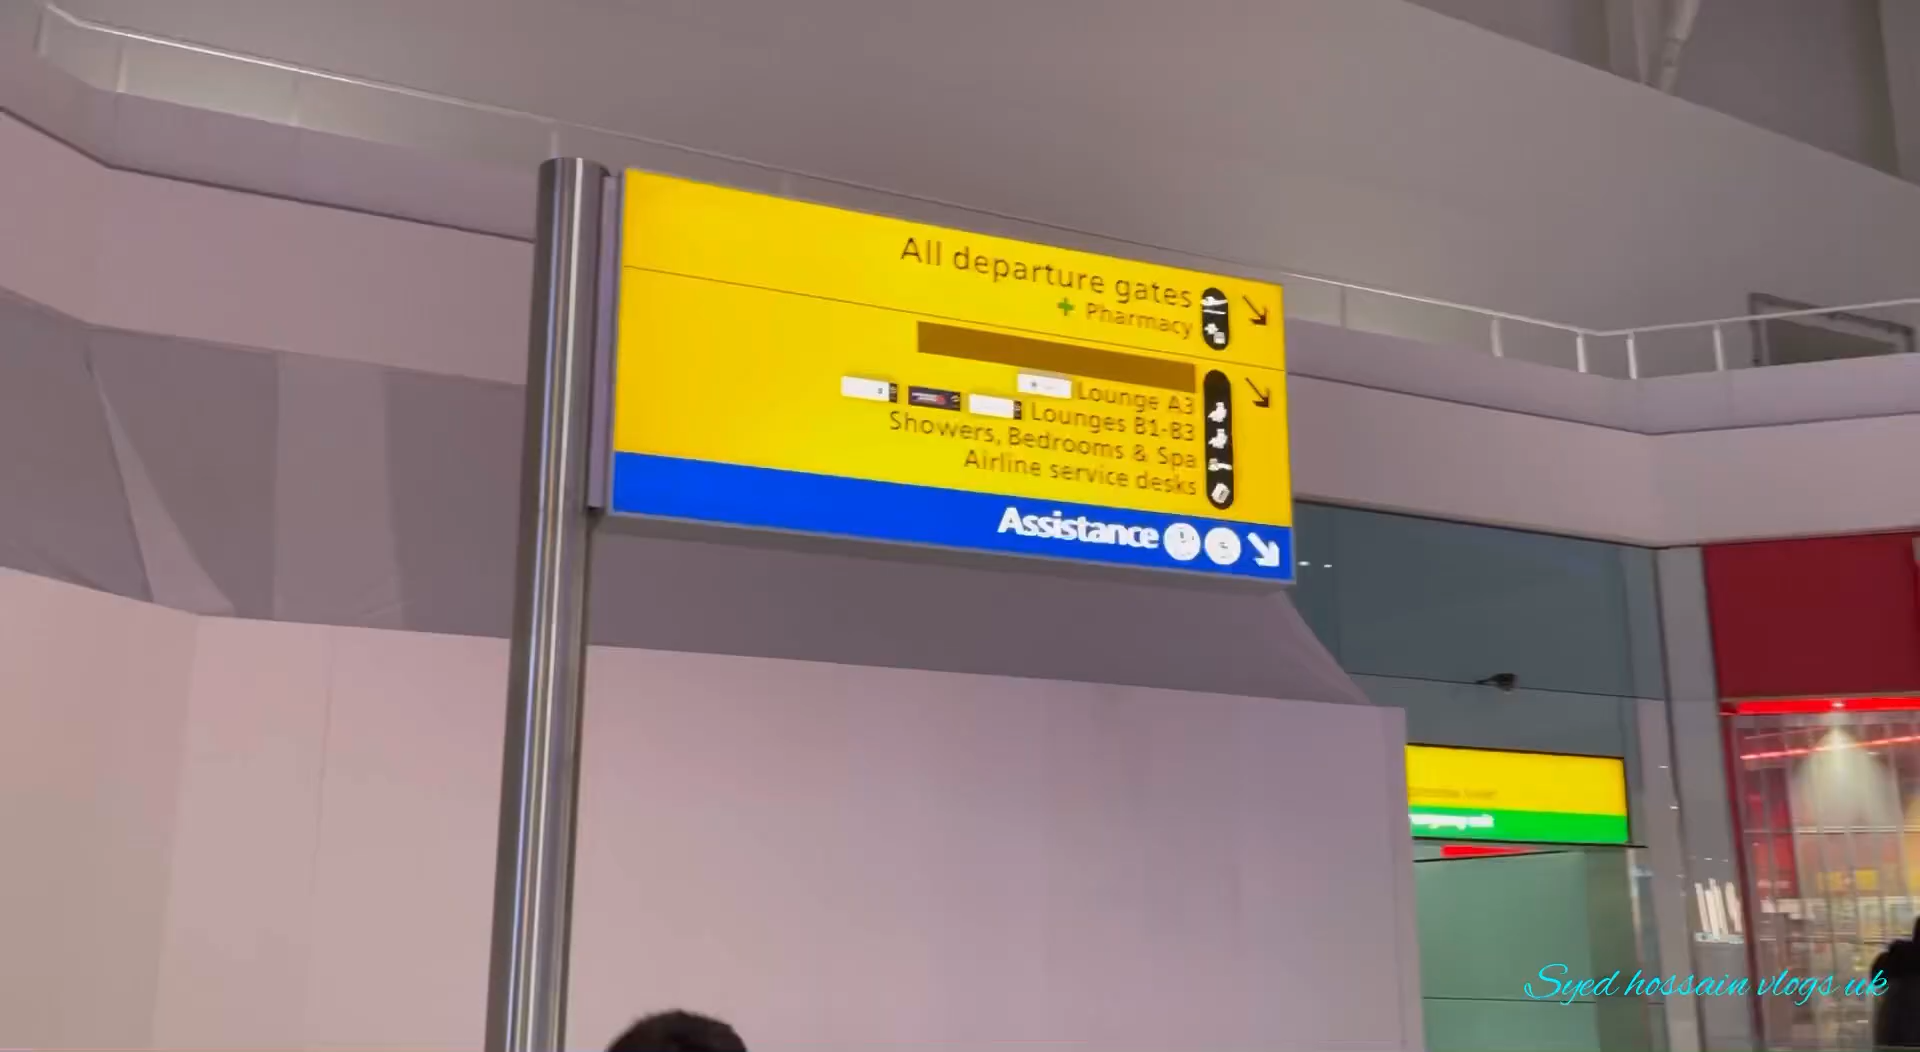 All departure gates
Pharmacy
Lounge A3
Lounges B1-B3
Showers, Bedrooms & Spa
Airline service desks
Assistance
Syed hossain vlogs uk